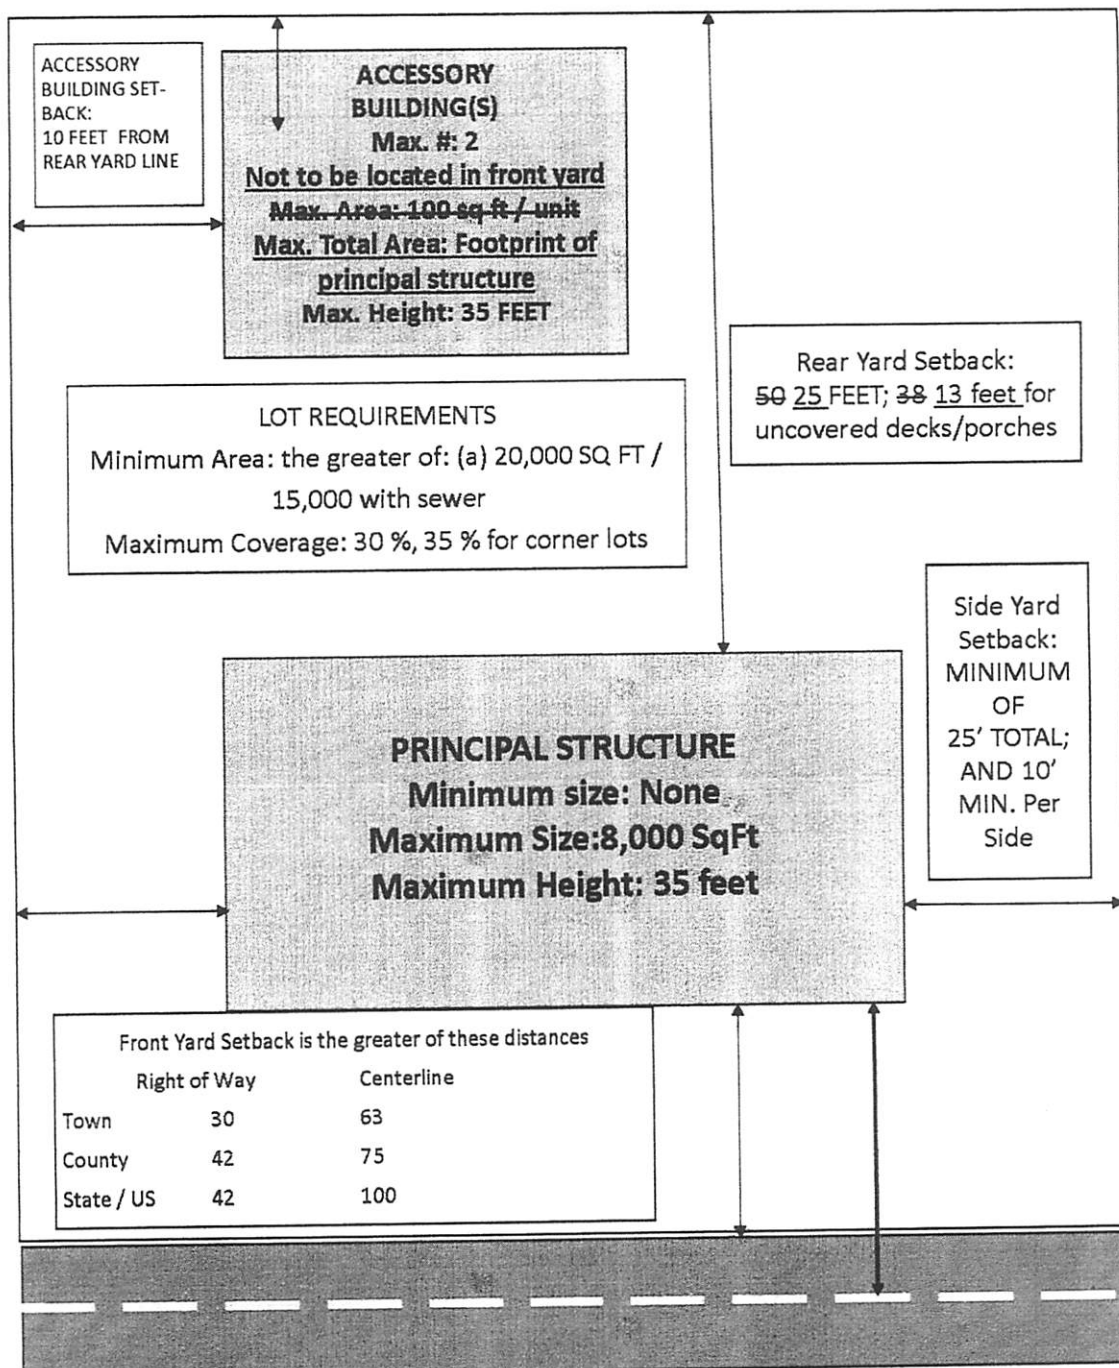 ACCESSORY
BUILDING SET-
BACK:
10 FEET FROM
REAR YARD LINE
ACCESSORY
BUILDING(S)
Max. #: 2
Not to be located in front yard
Max. Area: 100 sq ft / unit
Max. Total Area: Footprint of
principal structure
Max. Height: 35 FEET
Rear Yard Setback:
50 25 FEET; 38 13 feet for
uncovered decks/porches
LOT REQUIREMENTS
Minimum Area: the greater of: (a) 20,000 SQ FT /
15,000 with sewer
Maximum Coverage: 30 %, 35 % for corner lots
Side Yard
Setback:
MINIMUM
OF
25' TOTAL;
AND 10'
MIN. Per
Side
PRINCIPAL STRUCTURE
Minimum size: None
Maximum Size:8,000 SqFt
Maximum Height: 35 feet
Front Yard Setback is the greater of these distances
Right of Way Centerline
Town 30 63
County 42 75
State / US 42 100